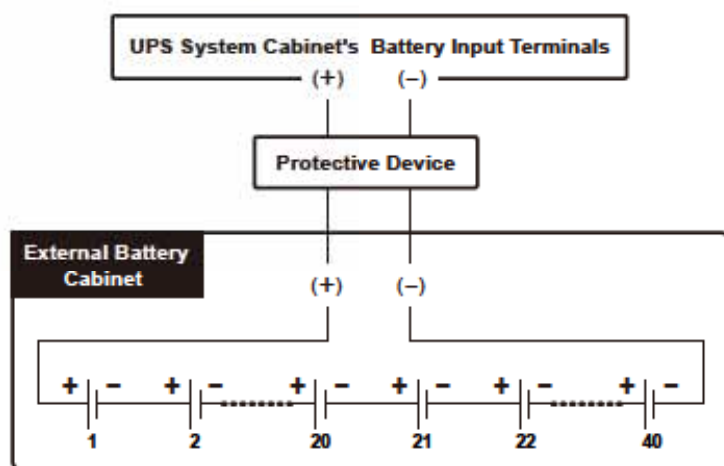 UPS System Cabinet's Battery Input Terminals
(+) (–)
Protective Device
External Battery
Cabinet
(+) (–)
+ – + – + – + – + – + –
1 2 20 21 22 40